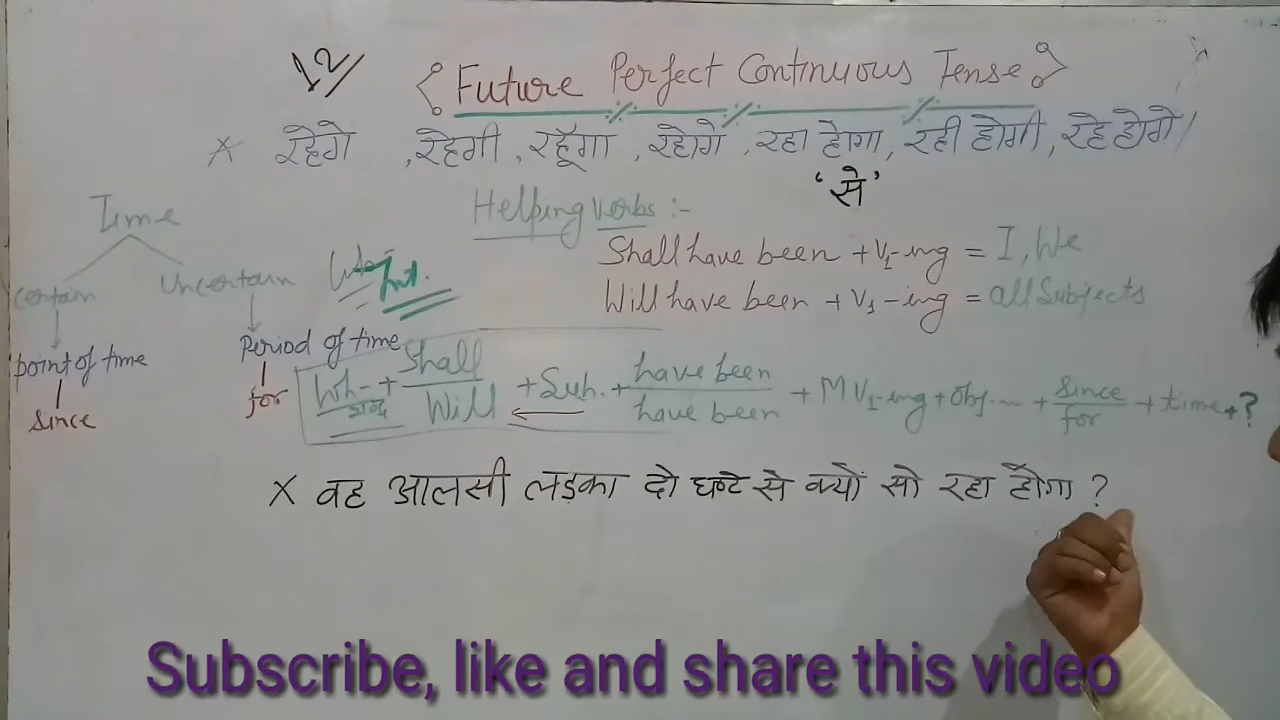 12/
{Future Perfect Continuous Tense}
× रहेगे ,रहेगी , रहूँगा , रहोगे , रहा होगा, रही होगी, रहे होगे/
'से'
Helping verbs :-
Shall have been + V1-ing = I, We
Will have been + V1-ing = all Subjects
Time
Certain Uncertain
point of time
Since
Period of time
for
Int.
Wh- शब्द + Shall/Will + Sub. + have been/have been + M V1-ing + Obj... + since/for + time + ?
× वह आलसी लड़का दो घण्टे से क्यों सो रहा होगा ?
Subscribe, like and share this video